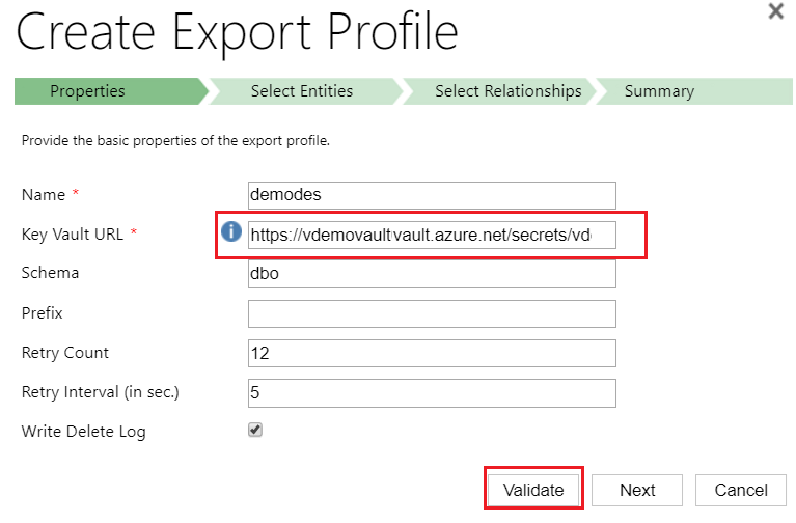 Create Export Profile
Properties Select Entities Select Relationships Summary
Provide the basic properties of the export profile.
Name * demodes
Key Vault URL * https://vdemovaultvault.azure.net/secrets/vd
Schema dbo
Prefix
Retry Count 12
Retry Interval (in sec.) 5
Write Delete Log
Validate Next Cancel